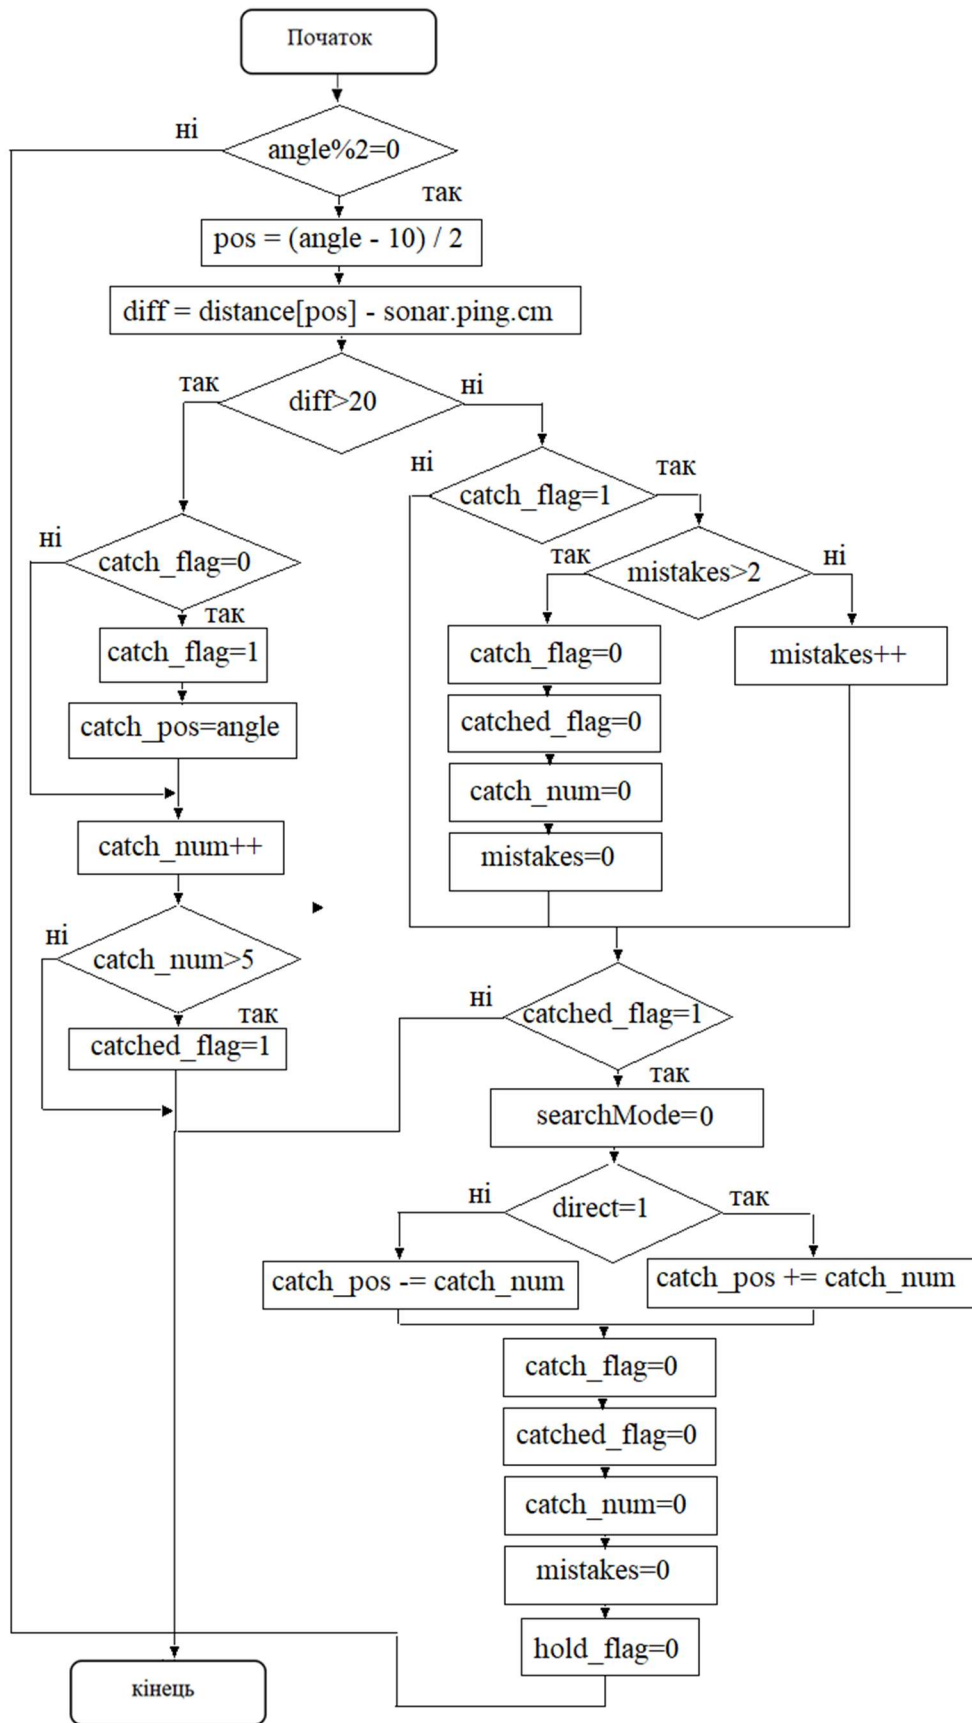 Початок
ні
angle%2=0
так
pos = (angle - 10) / 2
diff = distance[pos] - sonar.ping.cm
так
diff>20
ні
ні
catch_flag=1
так
ні
catch_flag=0
так
так
mistakes>2
ні
catch_flag=1
catch_flag=0
mistakes++
catch_pos=angle
catched_flag=0
catch_num=0
catch_num++
mistakes=0
ні
catch_num>5
так
catched_flag=1
ні
catched_flag=1
так
searchMode=0
ні
direct=1
так
catch_pos -= catch_num
catch_pos += catch_num
catch_flag=0
catched_flag=0
catch_num=0
mistakes=0
hold_flag=0
кінець